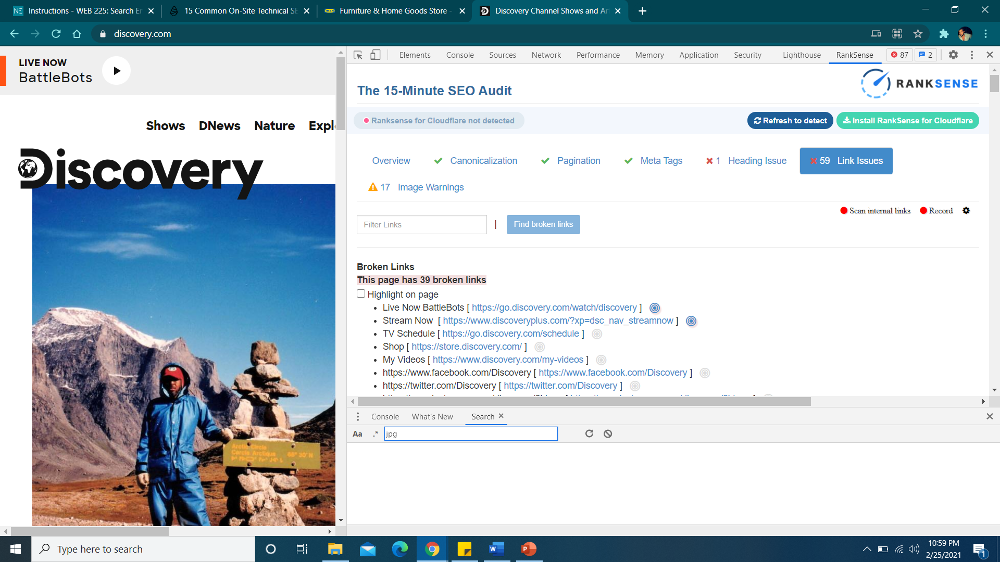 Instructions - WEB 225: Search En
15 Common On-Site Technical SE
Furniture & Home Goods Store -
Discovery Channel Shows and Ar
discovery.com
LIVE NOW
BattleBots
Shows DNews Nature Expl
Discovery
Arctic Circle
Cercle Arctique 66° 30' N
Elements Console Sources Network Performance Memory Application Security Lighthouse RankSense 87 2
The 15-Minute SEO Audit
RANKSENSE
Ranksense for Cloudflare not detected
Refresh to detect
Install RankSense for Cloudflare
Overview Canonicalization Pagination Meta Tags 1 Heading Issue 59 Link Issues
17 Image Warnings
Scan internal links Record
Filter Links | Find broken links
Broken Links
This page has 39 broken links
Highlight on page
• Live Now BattleBots [ https://go.discovery.com/watch/discovery ]
• Stream Now [ https://www.discoveryplus.com/?xp=dsc_nav_streamnow ]
• TV Schedule [ https://go.discovery.com/schedule ]
• Shop [ https://store.discovery.com/ ]
• My Videos [ https://www.discovery.com/my-videos ]
• https://www.facebook.com/Discovery [ https://www.facebook.com/Discovery ]
• https://twitter.com/Discovery [ https://twitter.com/Discovery ]
Console What's New Search
Aa .* jpg
Type here to search
10:59 PM
2/25/2021
1